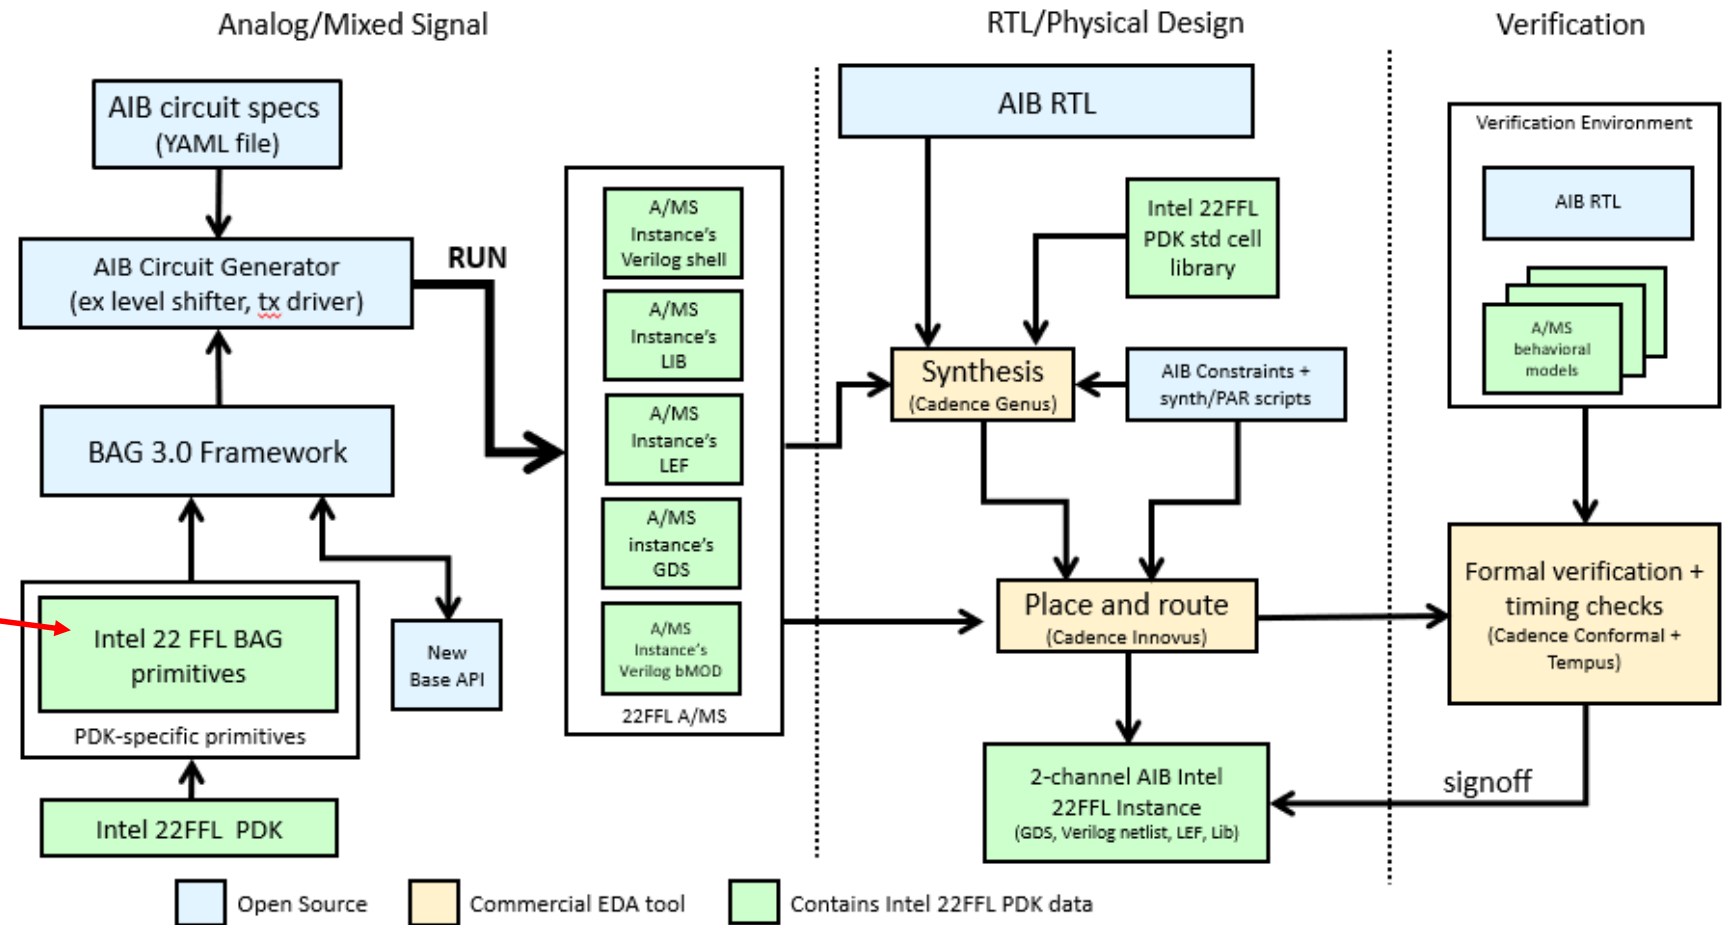 Analog/Mixed Signal
RTL/Physical Design
Verification
AIB circuit specs
(YAML file)
AIB Circuit Generator
(ex level shifter, tx driver)
RUN
BAG 3.0 Framework
Intel 22 FFL BAG
primitives
PDK-specific primitives
New
Base API
Intel 22FFL  PDK
A/MS
Instance's
Verilog shell
A/MS
Instance's
LIB
A/MS
Instance's
LEF
A/MS
instance's
GDS
A/MS
Instance's
Verilog bMOD
22FFL A/MS
AIB RTL
Intel 22FFL
PDK std cell
library
Synthesis
(Cadence Genus)
AIB Constraints +
synth/PAR scripts
Place and route
(Cadence Innovus)
2-channel AIB Intel
22FFL Instance
(GDS, Verilog netlist, LEF, Lib)
Verification Environment
AIB RTL
A/MS
behavioral
models
Formal verification +
timing checks
(Cadence Conformal +
Tempus)
signoff
Open Source
Commercial EDA tool
Contains Intel 22FFL PDK data